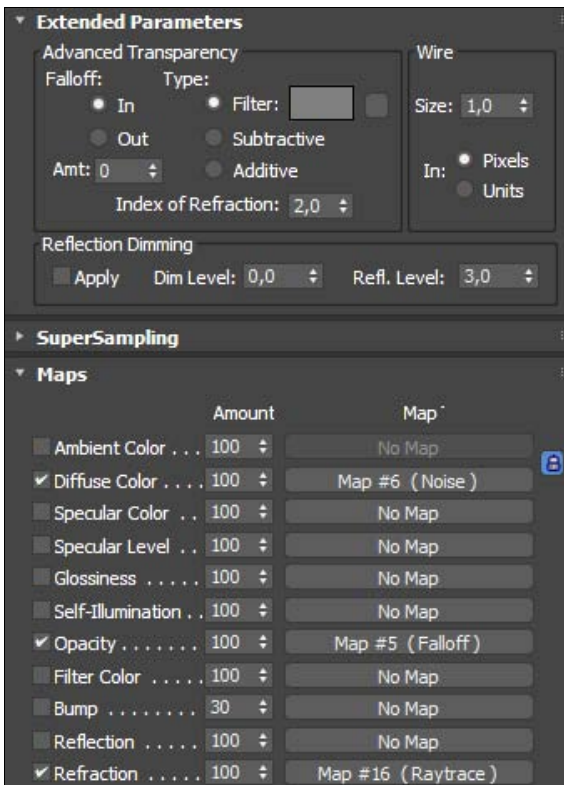 Extended Parameters
Advanced Transparency
Falloff: Type:
In Filter:
Out Subtractive
Amt: 0 Additive
Index of Refraction: 2,0
Wire
Size: 1,0
In: Pixels
Units
Reflection Dimming
Apply Dim Level: 0,0 Refl. Level: 3,0
SuperSampling
Maps
Amount Map
Ambient Color . . . 100 No Map
Diffuse Color . . . . 100 Map #6 ( Noise )
Specular Color . . 100 No Map
Specular Level . . 100 No Map
Glossiness . . . . . 100 No Map
Self-Illumination . . 100 No Map
Opacity . . . . . . . 100 Map #5 ( Falloff )
Filter Color . . . . . 100 No Map
Bump . . . . . . . . 30 No Map
Reflection . . . . . 100 No Map
Refraction . . . . . 100 Map #16 ( Raytrace )